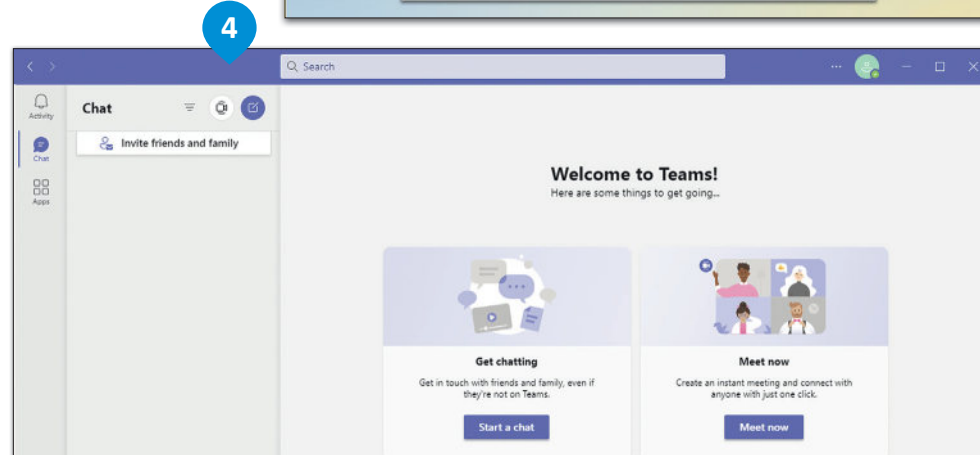 4
Search
Activity
Chat
Invite friends and family
Chat
Apps
Welcome to Teams!
Here are some things to get going...
Get chatting
Get in touch with friends and family, even if
they're not on Teams.
Start a chat
Meet now
Create an instant meeting and connect with
anyone with just one click.
Meet now